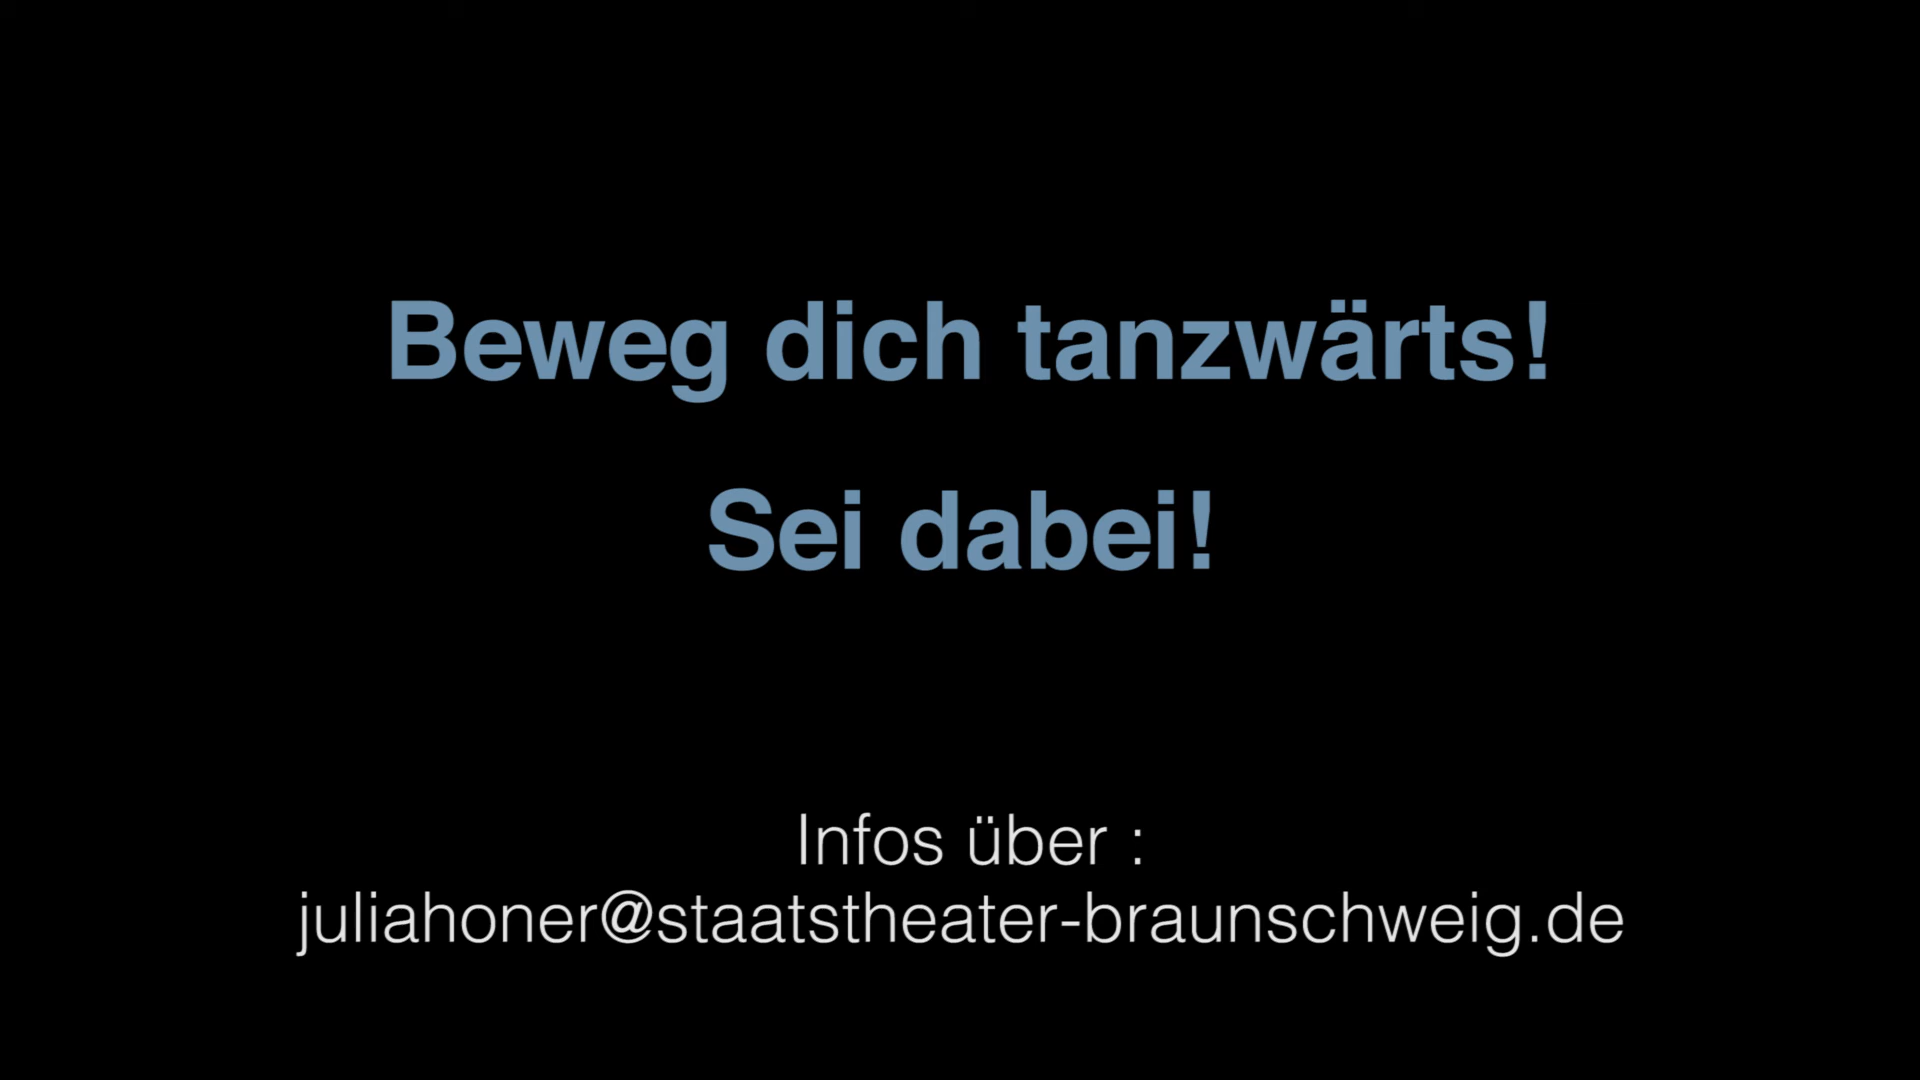 Beweg dich tanzwärts!
Sei dabei!
Infos über :
juliahoner@staatstheater-braunschweig.de